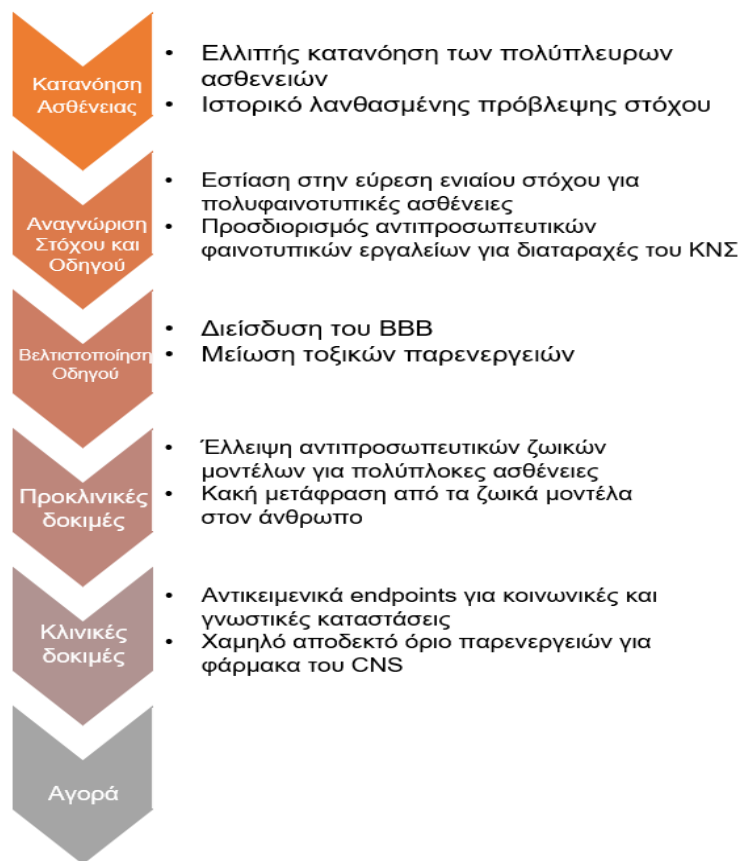 Κατανόηση
Ασθένειας
• Ελλιπής κατανόηση των πολύπλευρων
ασθενειών
• Ιστορικό λανθασμένης πρόβλεψης στόχου
Αναγνώριση
Στόχου και
Οδηγού
• Εστίαση στην εύρεση ενιαίου στόχου για
πολυφαινοτυπικές ασθένειες
• Προσδιορισμός αντιπροσωπευτικών
φαινοτυπικών εργαλείων για διαταραχές του ΚΝΣ
Βελτιστοποίηση
Οδηγού
• Διείσδυση του BBB
• Μείωση τοξικών παρενεργειών
Προκλινικές
δοκιμές
• Έλλειψη αντιπροσωπευτικών ζωικών
μοντέλων για πολύπλοκες ασθένειες
• Κακή μετάφραση από τα ζωικά μοντέλα
στον άνθρωπο
Κλινικές
δοκιμές
• Αντικειμενικά endpoints για κοινωνικές και
γνωστικές καταστάσεις
• Χαμηλό αποδεκτό όριο παρενεργειών για
φάρμακα του CNS
Αγορά